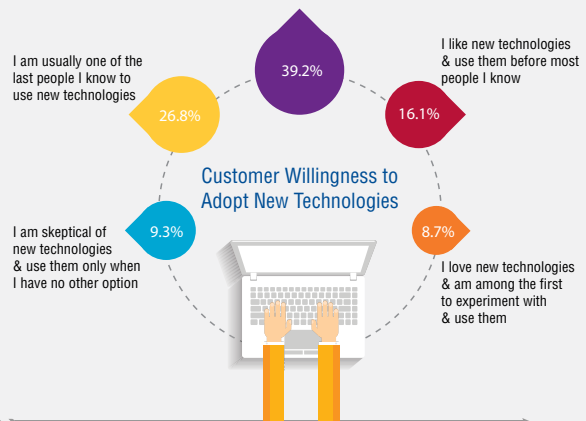 39.2%
I am usually one of the
last people I know to
use new technologies
26.8%
I like new technologies
& use them before most
people I know
16.1%
Customer Willingness to
Adopt New Technologies
I am skeptical of
new technologies
& use them only when
I have no other option
9.3%
8.7%
I love new technologies
& am among the first
to experiment with
& use them